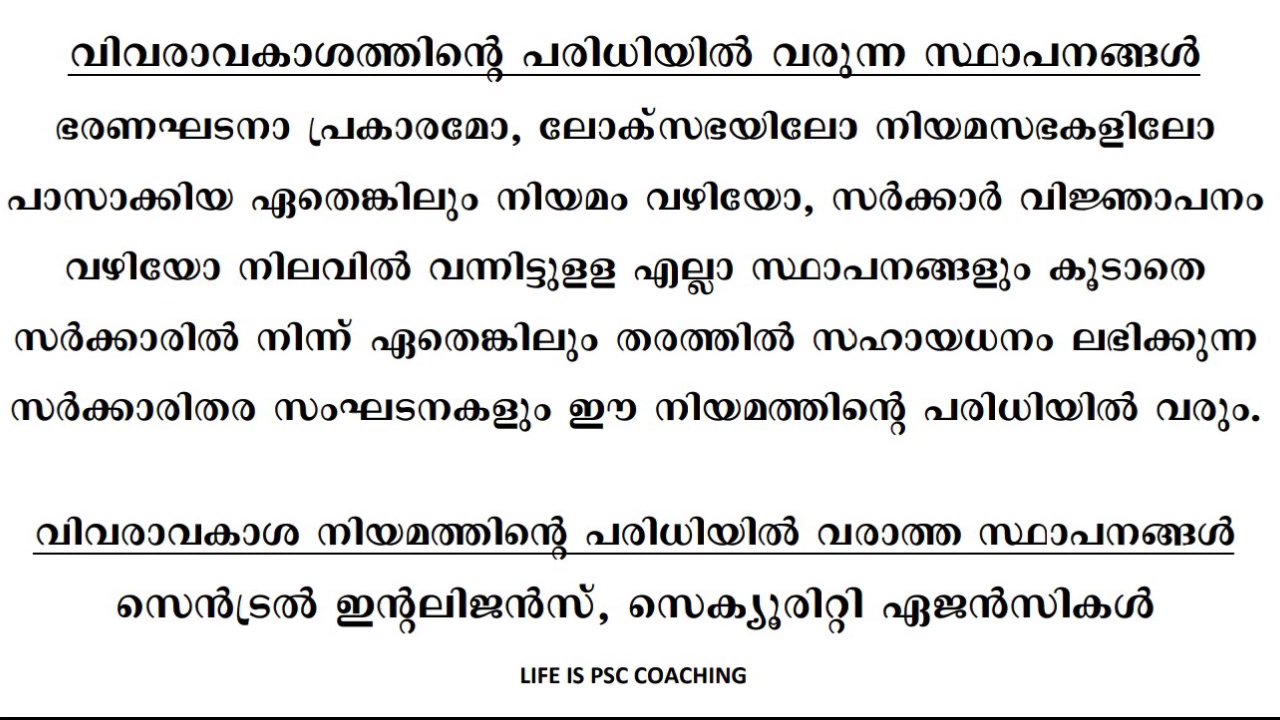 വിവരാവകാശത്തിന്റെ പരിധിയിൽ വരുന്ന സ്ഥാപനങ്ങൾ
ഭരണഘടനാ പ്രകാരമോ, ലോക്സഭയിലോ നിയമസഭകളിലോ
പാസാക്കിയ ഏതെങ്കിലും നിയമം വഴിയോ, സർക്കാർ വിജ്ഞാപനം
വഴിയോ നിലവിൽ വന്നിട്ടുളള എല്ലാ സ്ഥാപനങ്ങളും കൂടാതെ
സർക്കാരിൽ നിന്ന് ഏതെങ്കിലും തരത്തിൽ സഹായധനം ലഭിക്കുന്ന
സർക്കാരിതര സംഘടനകളും ഈ നിയമത്തിന്റെ പരിധിയിൽ വരും.
വിവരാവകാശ നിയമത്തിന്റെ പരിധിയിൽ വരാത്ത സ്ഥാപനങ്ങൾ
സെൻട്രൽ ഇന്റലിജൻസ്, സെക്യൂരിറ്റി ഏജൻസികൾ
LIFE IS PSC COACHING